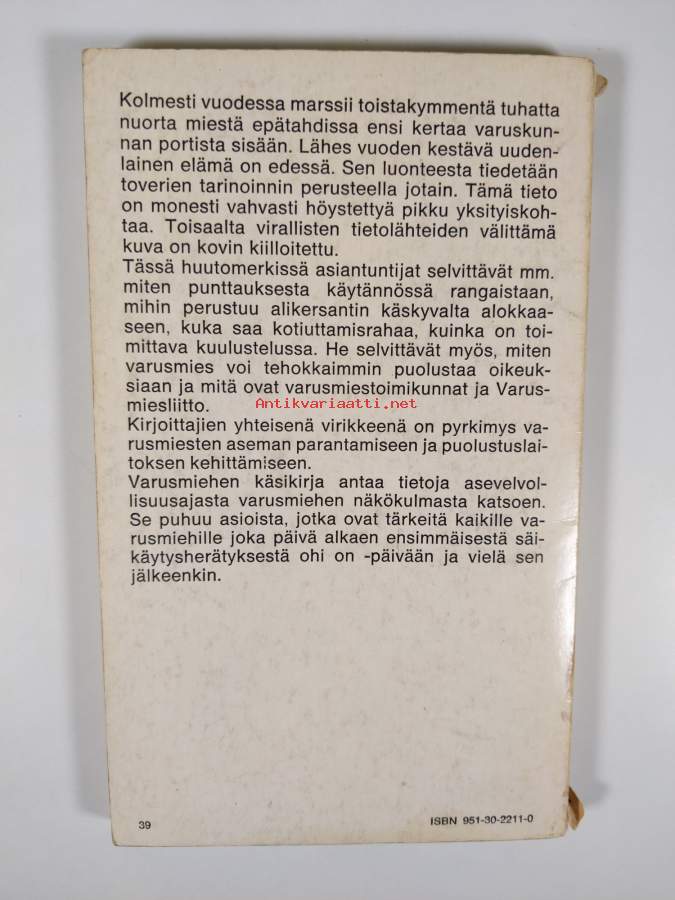 Kolmesti vuodessa marssii toistakymmentä tuhatta
nuorta miestä epätahdissa ensi kertaa varuskun-
nan portista sisään. Lähes vuoden kestävä uuden-
lainen elämä on edessä. Sen luonteesta tiedetään
toverien tarinoinnin perusteella jotain. Tämä tieto
on monesti vahvasti höystettyä pikku yksityiskoh-
taa. Toisaalta virallisten tietolähteiden välittämä
kuva on kovin kiilloitettu.
Tässä huutomerkissä asiantuntijat selvittävät mm.
miten punttauksesta käytännössä rangaistaan,
mihin perustuu alikersantin käskyvalta alokkaa-
seen, kuka saa kotiuttamisrahaa, kuinka on toi-
mittava kuulustelussa. He selvittävät myös, miten
varusmies voi tehokkaimmin puolustaa oikeuk-
siaan ja mitä ovat varusmiestoimikunnat ja Varus-
miesliitto.
Antikvariaatti.net
Kirjoittajien yhteisenä virikkeenä on pyrkimys va-
rusmiesten aseman parantamiseen ja puolustuslai-
toksen kehittämiseen.
Varusmiehen käsikirja antaa tietoja asevelvol-
lisuusajasta varusmiehen näkökulmasta katsoen.
Se puhuu asioista, jotka ovat tärkeitä kaikille va-
rusmiehille joka päivä alkaen ensimmäisestä säi-
käytysherätyksestä ohi on -päivään ja vielä sen
jälkeenkin.
39
ISBN 951-30-2211-0